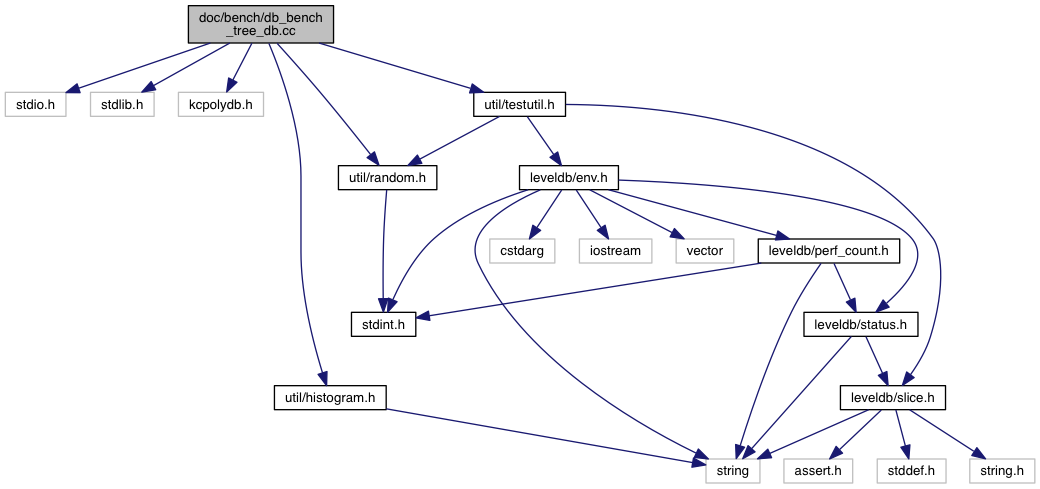 doc/bench/db_bench
_tree_db.cc
stdio.h
stdlib.h
kcpolydb.h
util/testutil.h
util/random.h
leveldb/env.h
cstdarg
iostream
vector
leveldb/perf_count.h
stdint.h
leveldb/status.h
util/histogram.h
leveldb/slice.h
string
assert.h
stddef.h
string.h